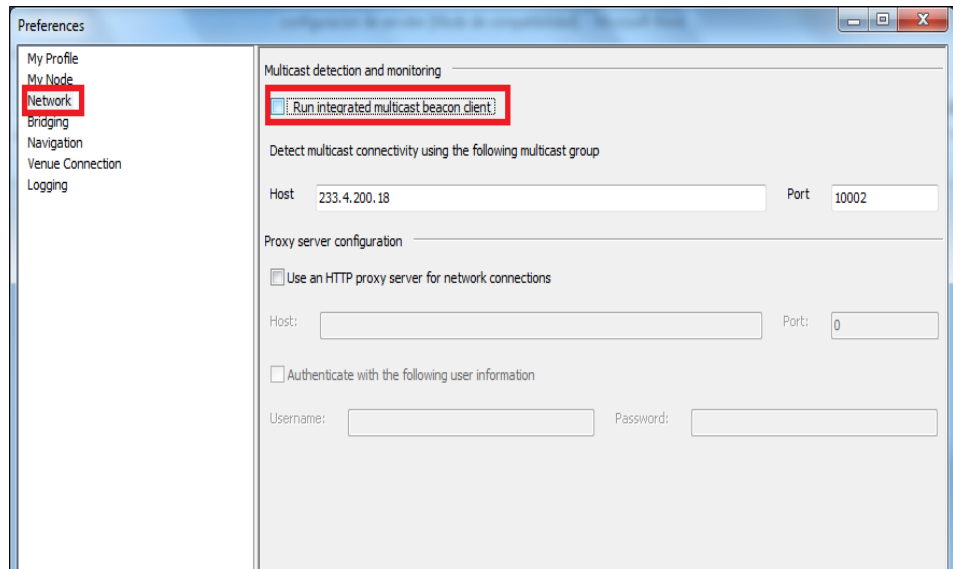 Preferences
My Profile
My Node
Network
Bridging
Navigation
Venue Connection
Logging
Multicast detection and monitoring
Run integrated multicast beacon client
Detect multicast connectivity using the following multicast group
Host 233.4.200.18 Port 10002
Proxy server configuration
Use an HTTP proxy server for network connections
Host: Port: 0
Authenticate with the following user information
Username: Password: